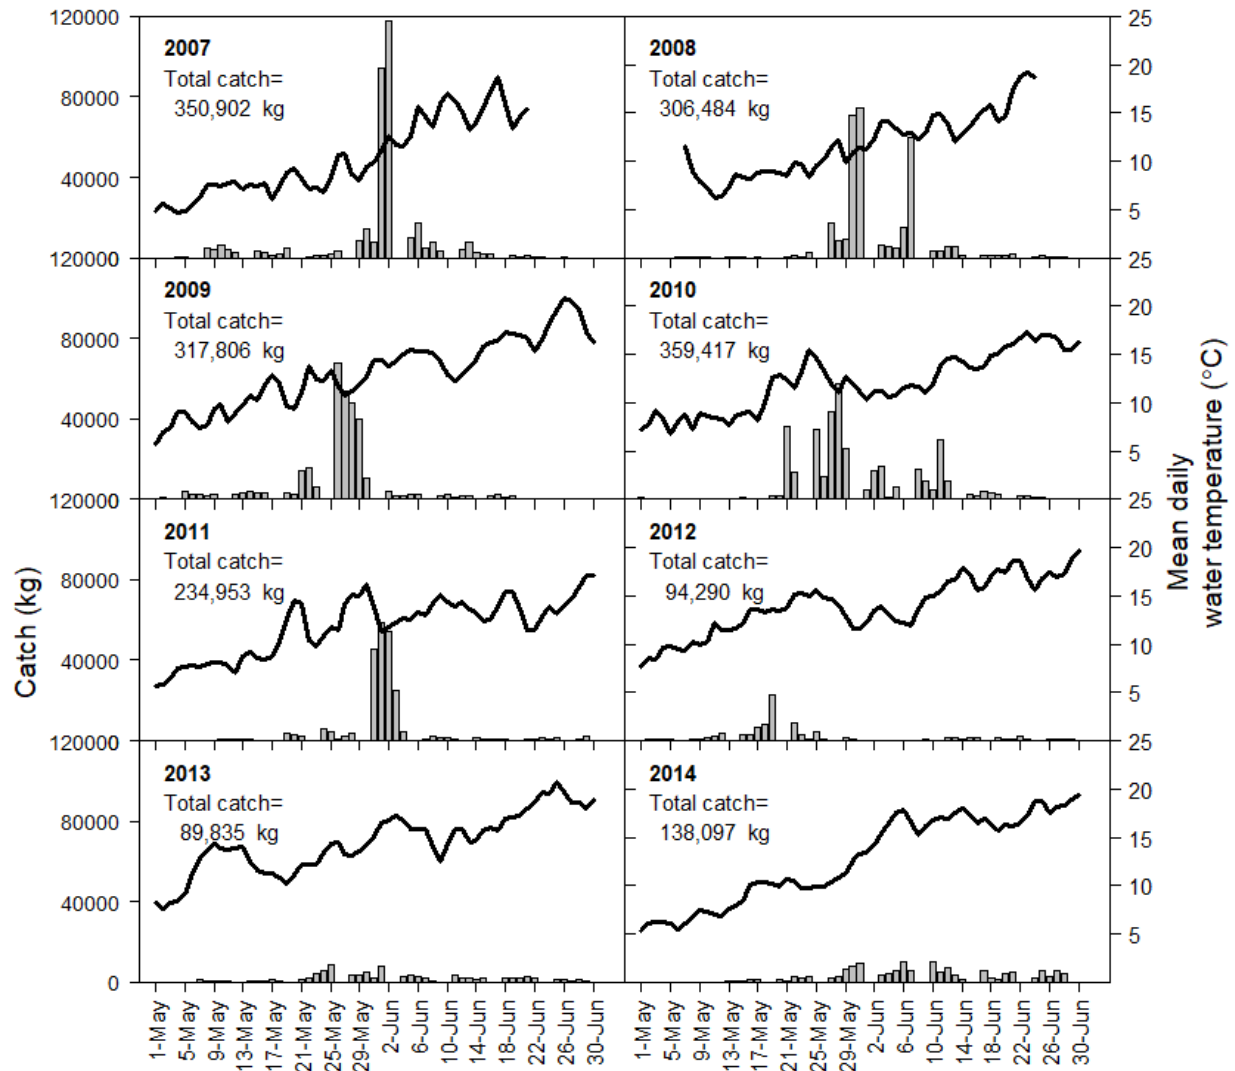 120000
80000
40000
120000
80000
40000
120000
80000
40000
120000
80000
40000
0
Catch (kg)
2007
Total catch=
350,902 kg
2008
Total catch=
306,484 kg
2009
Total catch=
317,806 kg
2010
Total catch=
359,417 kg
2011
Total catch=
234,953 kg
2012
Total catch=
94,290 kg
2013
Total catch=
89,835 kg
2014
Total catch=
138,097 kg
25
20
15
10
5
25
20
15
10
5
25
20
15
10
5
25
20
15
10
5
Mean daily
water temperature (°C)
1-May
5-May
9-May
13-May
17-May
21-May
25-May
29-May
2-Jun
6-Jun
10-Jun
14-Jun
18-Jun
22-Jun
26-Jun
30-Jun
1-May
5-May
9-May
13-May
17-May
21-May
25-May
29-May
2-Jun
6-Jun
10-Jun
14-Jun
18-Jun
22-Jun
26-Jun
30-Jun